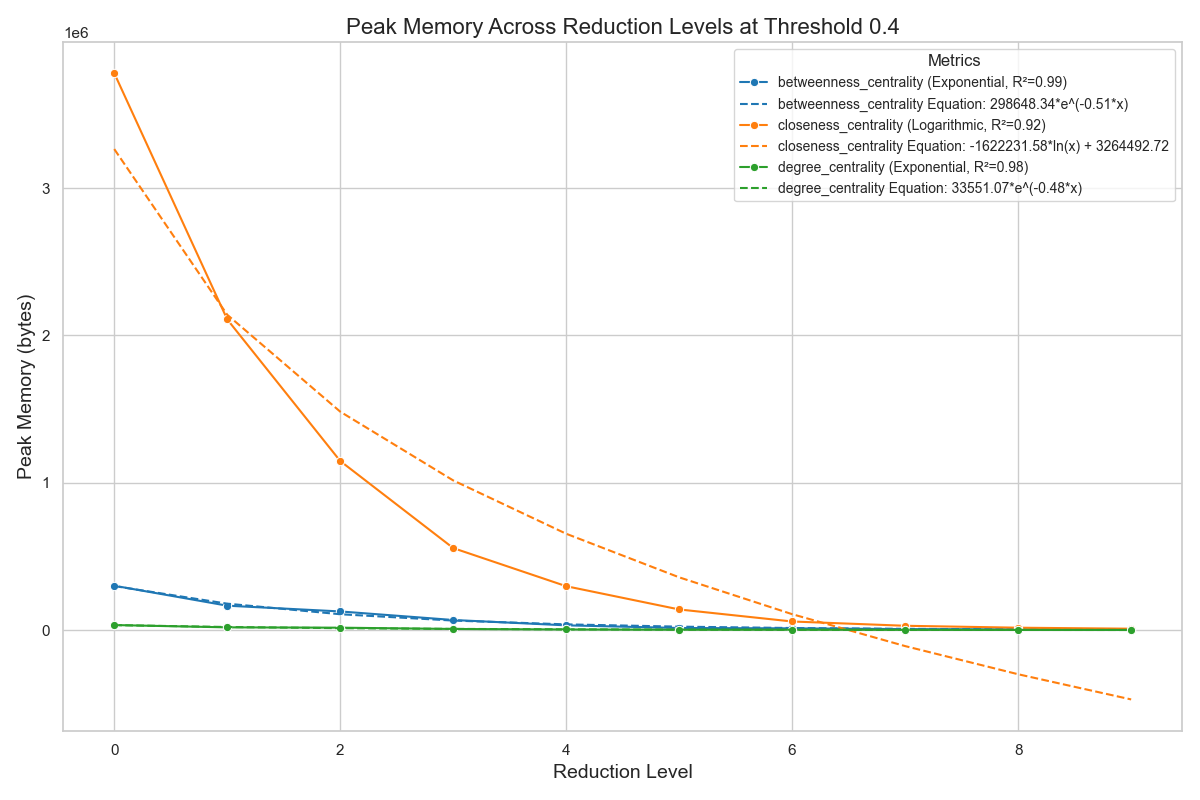 Peak Memory Across Reduction Levels at Threshold 0.4
1e6
Metrics
betweenness_centrality (Exponential, R²=0.99)
betweenness_centrality Equation: 298648.34*e^(-0.51*x)
closeness_centrality (Logarithmic, R²=0.92)
closeness_centrality Equation: -1622231.58*ln(x) + 3264492.72
degree_centrality (Exponential, R²=0.98)
degree_centrality Equation: 33551.07*e^(-0.48*x)
Peak Memory (bytes)
3
2
1
0
0 2 4 6 8
Reduction Level